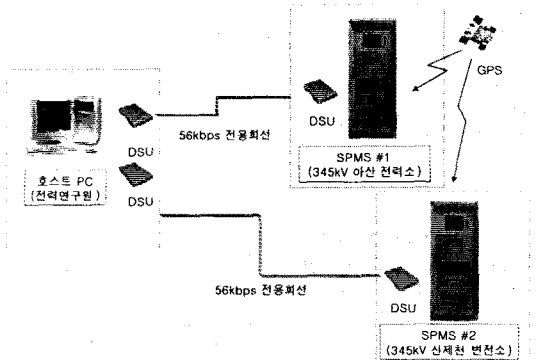 GPS
DSU
56kbps 전용회선
DSU
SPMS #1
(345kV 아산 전력소)
호스트 PC
(전력연구원)
DSU
DSU
56kbps 전용회선
SPMS #2
(345kV 신제천 변전소)